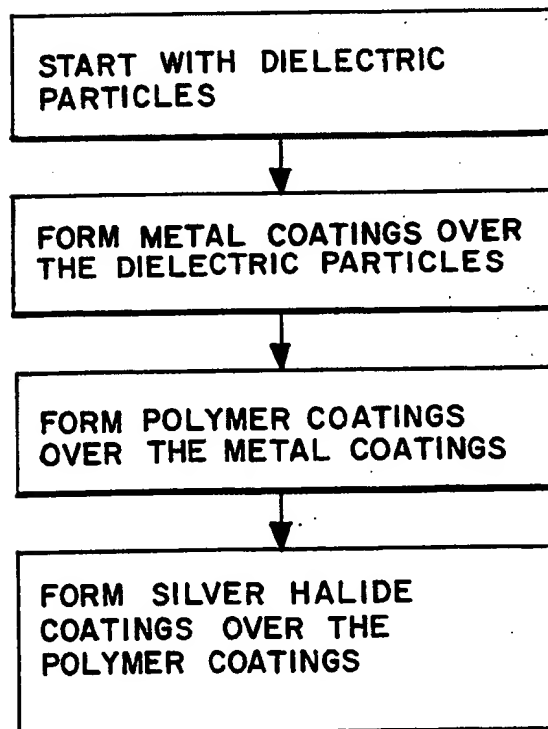 START WITH DIELECTRIC
PARTICLES
FORM METAL COATINGS OVER
THE DIELECTRIC PARTICLES
FORM POLYMER COATINGS
OVER THE METAL COATINGS
FORM SILVER HALIDE
COATINGS OVER THE
POLYMER COATINGS